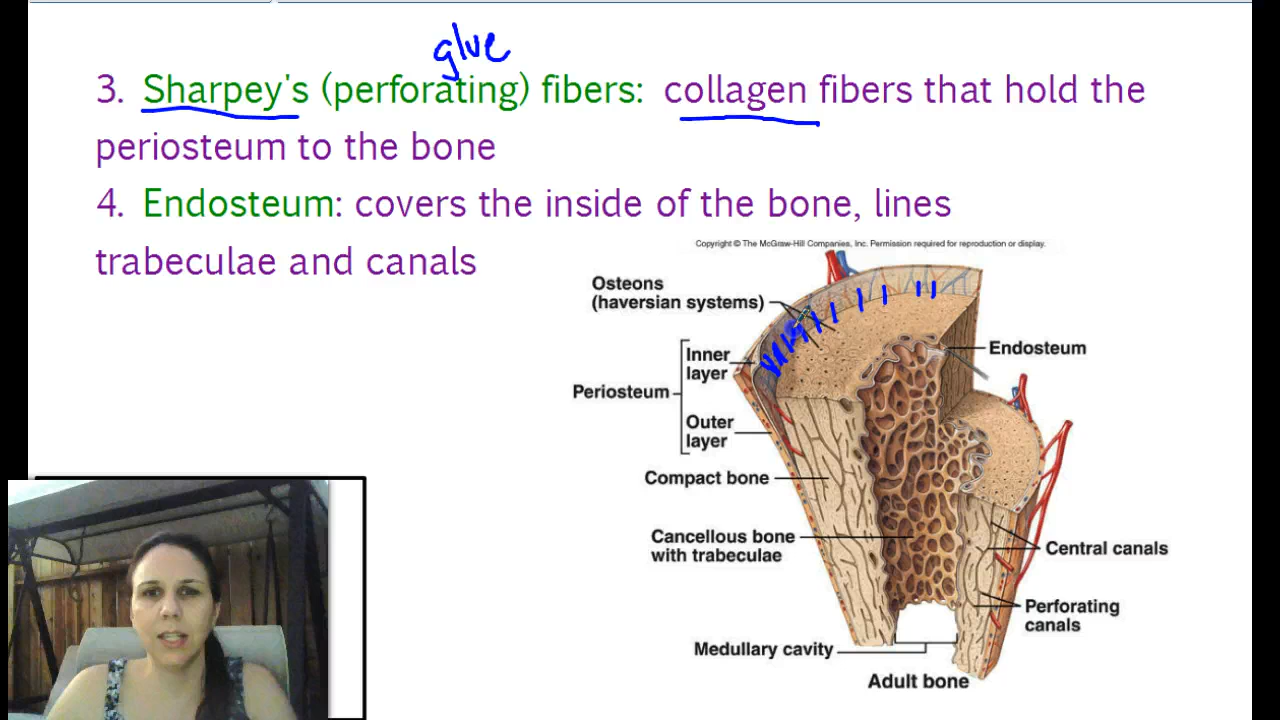 glue
3. Sharpey's (perforating) fibers: collagen fibers that hold the
periosteum to the bone
4. Endosteum: covers the inside of the bone, lines
trabeculae and canals
Copyright © The McGraw-Hill Companies, Inc. Permission required for reproduction or display.
Osteons
(haversian systems)
Inner
layer
Endosteum
Periosteum
Outer
layer
Compact bone
Cancellous bone
with trabeculae
Central canals
Perforating
canals
Medullary cavity
Adult bone